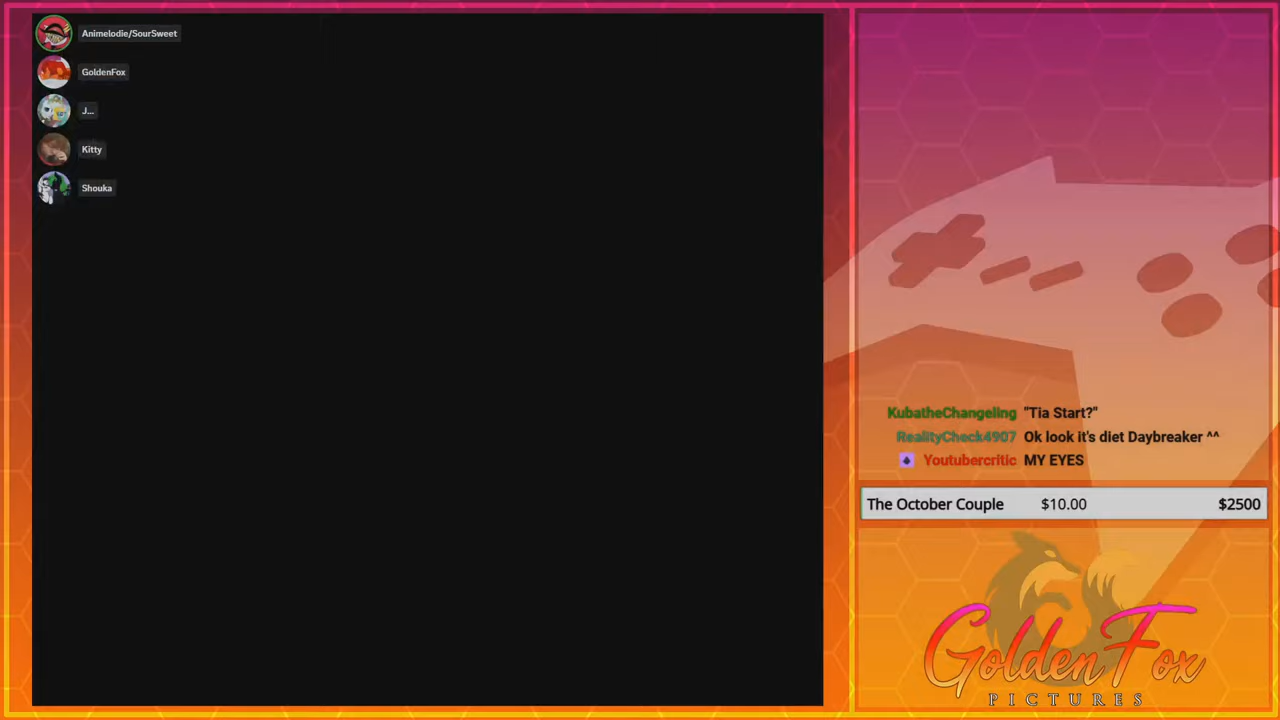 Animelodie/SourSweet
GoldenFox
J...
Kitty
Shouka
KubatheChangeling "Tia Start?"
RealityCheck4907 Ok look it's diet Daybreaker ^^
Youtubercritic MY EYES
The October Couple $10.00 $2500
GoldenFox
PICTURES